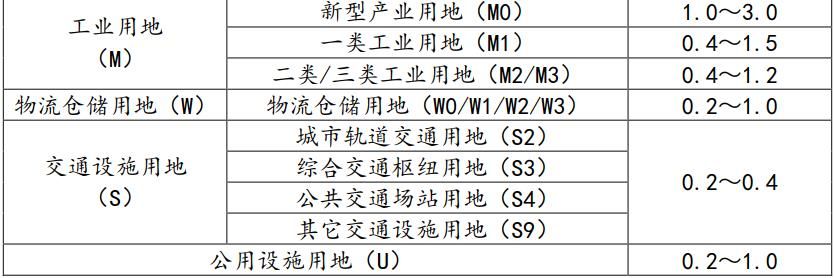 新型产业用地（M0） 1.0～3.0
工业用地
（M）
一类工业用地（M1） 0.4～1.5
二类/三类工业用地（M2/M3） 0.4～1.2
物流仓储用地（W） 物流仓储用地（W0/W1/W2/W3） 0.2～1.0
交通设施用地
（S）
城市轨道交通用地（S2）
综合交通枢纽用地（S3）
公共交通场站用地（S4）
其它交通设施用地（S9）
0.2～0.4
公用设施用地（U） 0.2～1.0